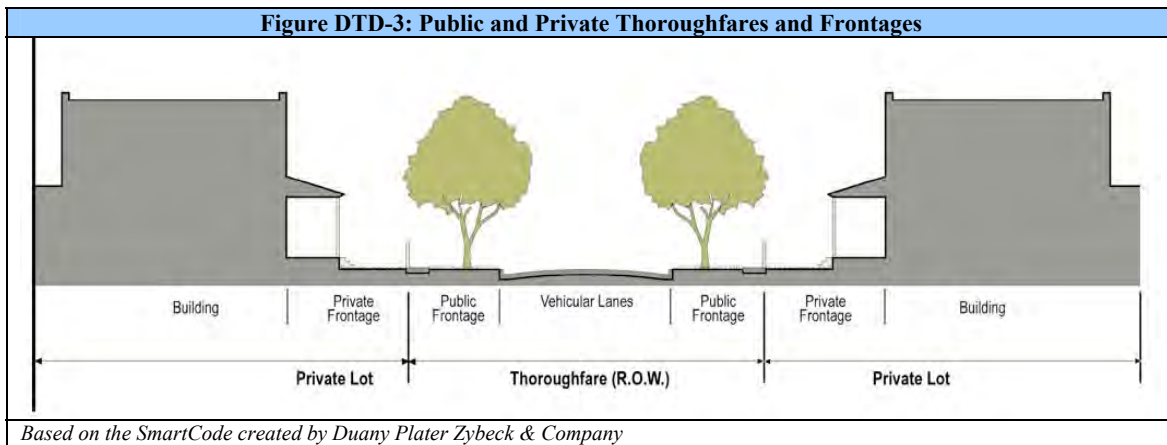 Figure DTD-3: Public and Private Thoroughfares and Frontages
Building
Private
Frontage
Public
Frontage
Vehicular Lanes
Public
Frontage
Private
Frontage
Building
Private Lot
Thoroughfare (R.O.W.)
Private Lot
Based on the SmartCode created by Duany Plater Zybeck & Company